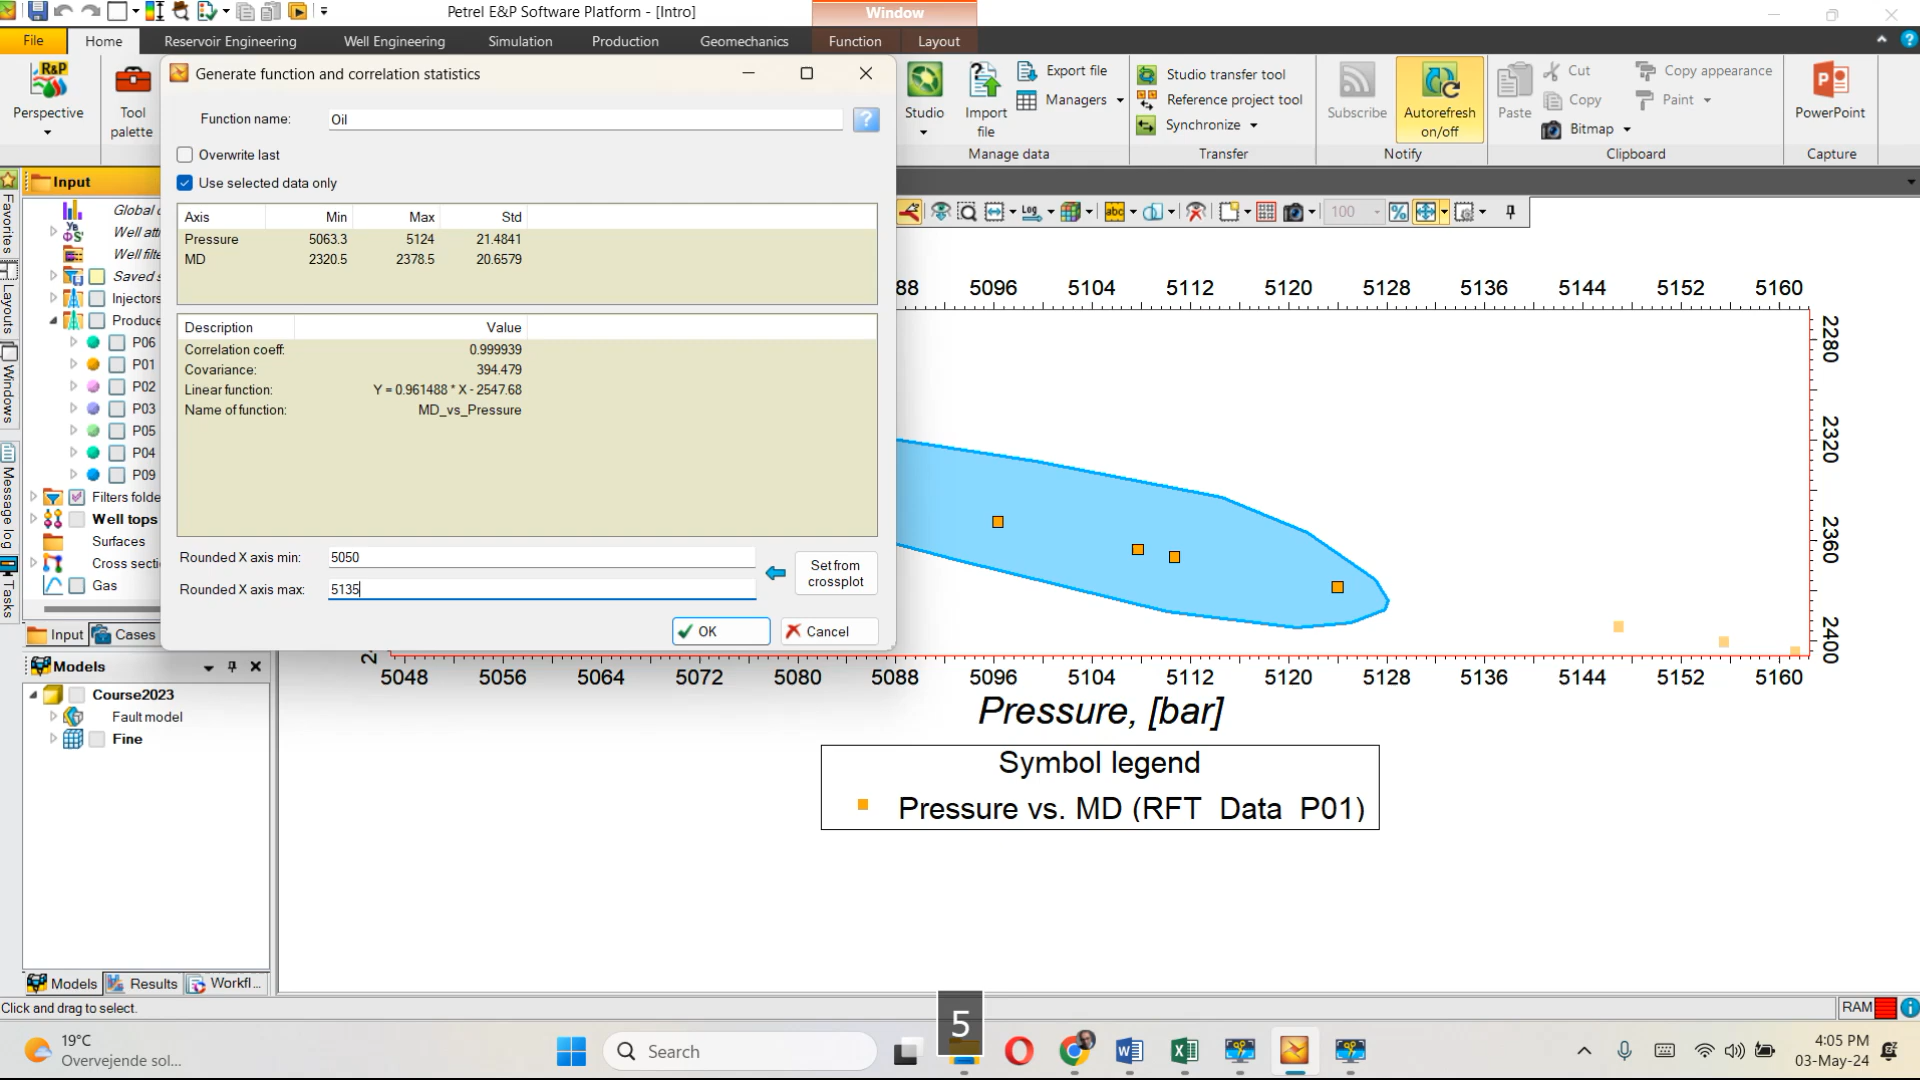 Petrel E&P Software Platform - [Intro]
Window
File
Home
Reservoir Engineering
Well Engineering
Simulation
Production
Geomechanics
Function
Layout
R&P
Perspective
Tool
palette
Studio
Import
file
Export file
Managers
Manage data
Studio transfer tool
Reference project tool
Synchronize
Transfer
Subscribe
Autorefresh
on/off
Notify
Paste
Cut
Copy
Bitmap
Copy appearance
Paint
Clipboard
PowerPoint
Capture
Generate function and correlation statistics
Function name:
Oil
?
Overwrite last
Use selected data only
Axis Min Max Std
Pressure 5063.3 5124 21.4841
MD 2320.5 2378.5 20.6579
Description Value
Correlation coeff: 0.999939
Covariance: 394.479
Linear function: Y = 0.961488 * X - 2547.68
Name of function: MD_vs_Pressure
Rounded X axis min: 5050
Rounded X axis max: 5135
Set from
crossplot
OK
Cancel
Favorites
Layouts
Windows
Message log
Tasks
Input
Global
Well att
Well filte
Saved s
Injectors
Produce
P06
P01
P02
P03
P05
P04
P09
Filters folde
Well tops
Surfaces
Cross secti
Gas
Input
Cases
Models
Course2023
Fault model
Fine
Models
Results
Workfl...
Log
abc
100
88 5096 5104 5112 5120 5128 5136 5144 5152 5160
2280
2320
2360
2400
2
5048 5056 5064 5072 5080 5088 5096 5104 5112 5120 5128 5136 5144 5152 5160
Pressure, [bar]
Symbol legend
Pressure vs. MD (RFT_Data_P01)
Click and drag to select.
RAM
5
19°C
Overvejende sol...
Search
4:05 PM
03-May-24